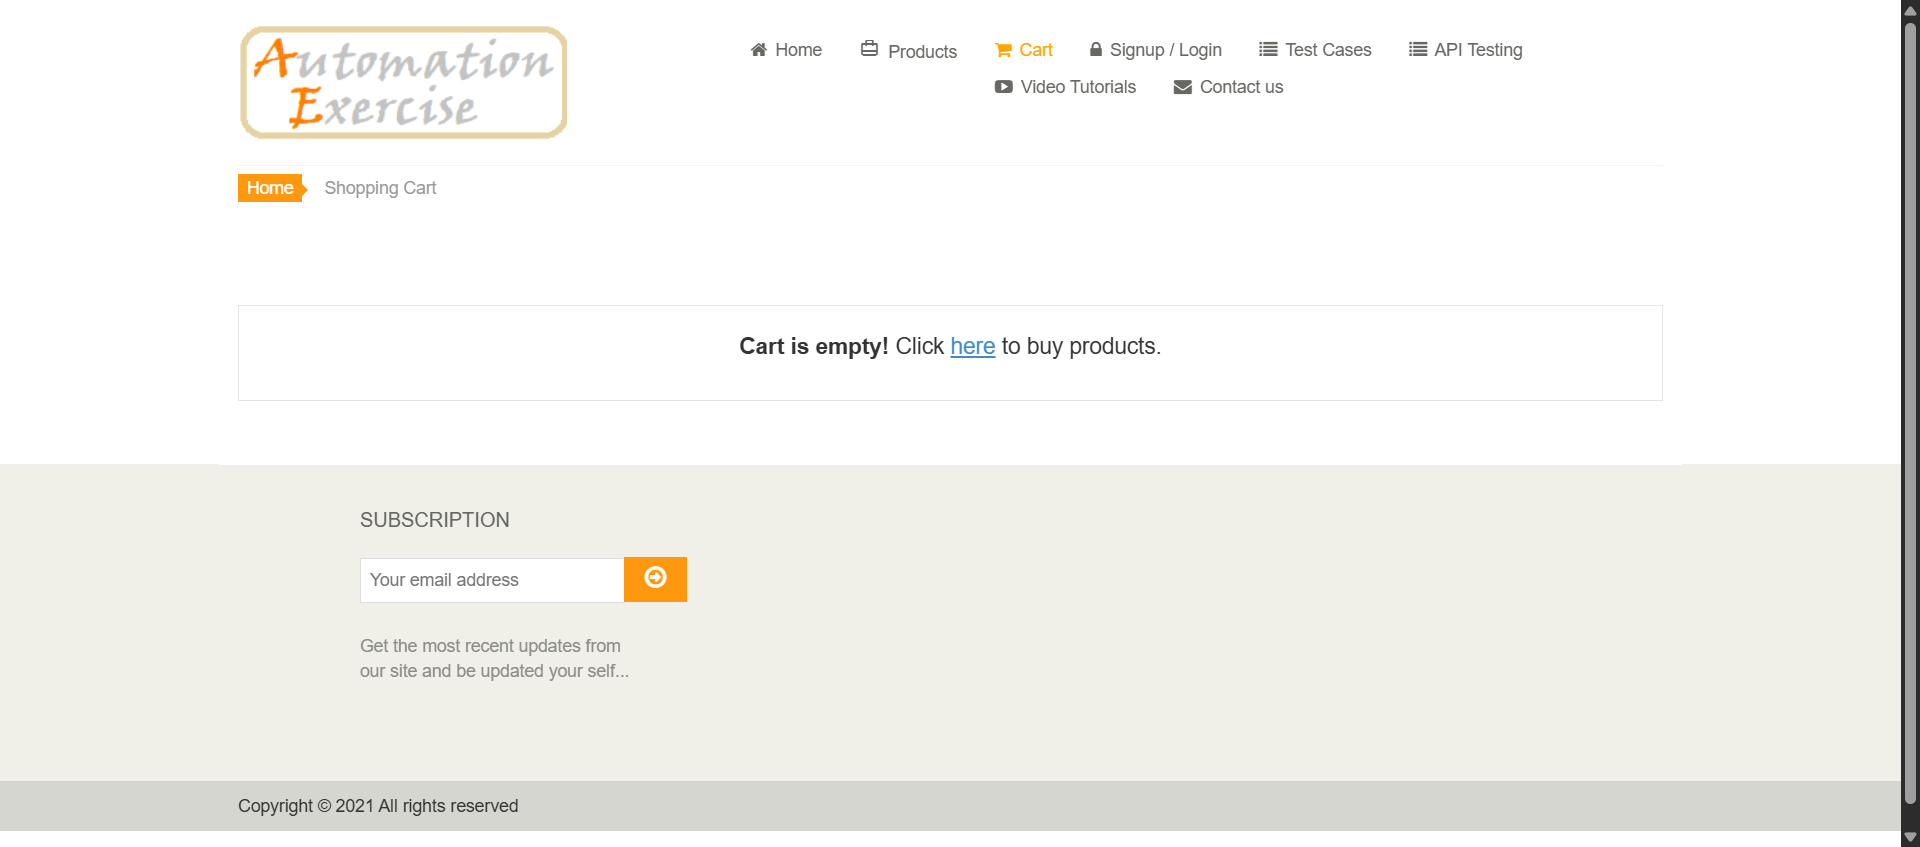 Automation
Exercise
Home
Products
Cart
Signup / Login
Test Cases
API Testing
Video Tutorials
Contact us
Home
Shopping Cart
Cart is empty! Click here to buy products.
SUBSCRIPTION
Your email address
Get the most recent updates from
our site and be updated your self...
Copyright © 2021 All rights reserved